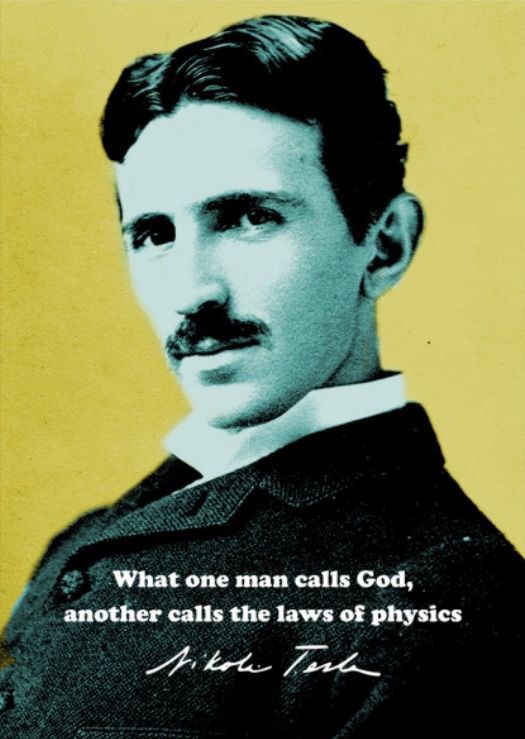 What one man calls God,
another calls the laws of physics
Nikola Tesla